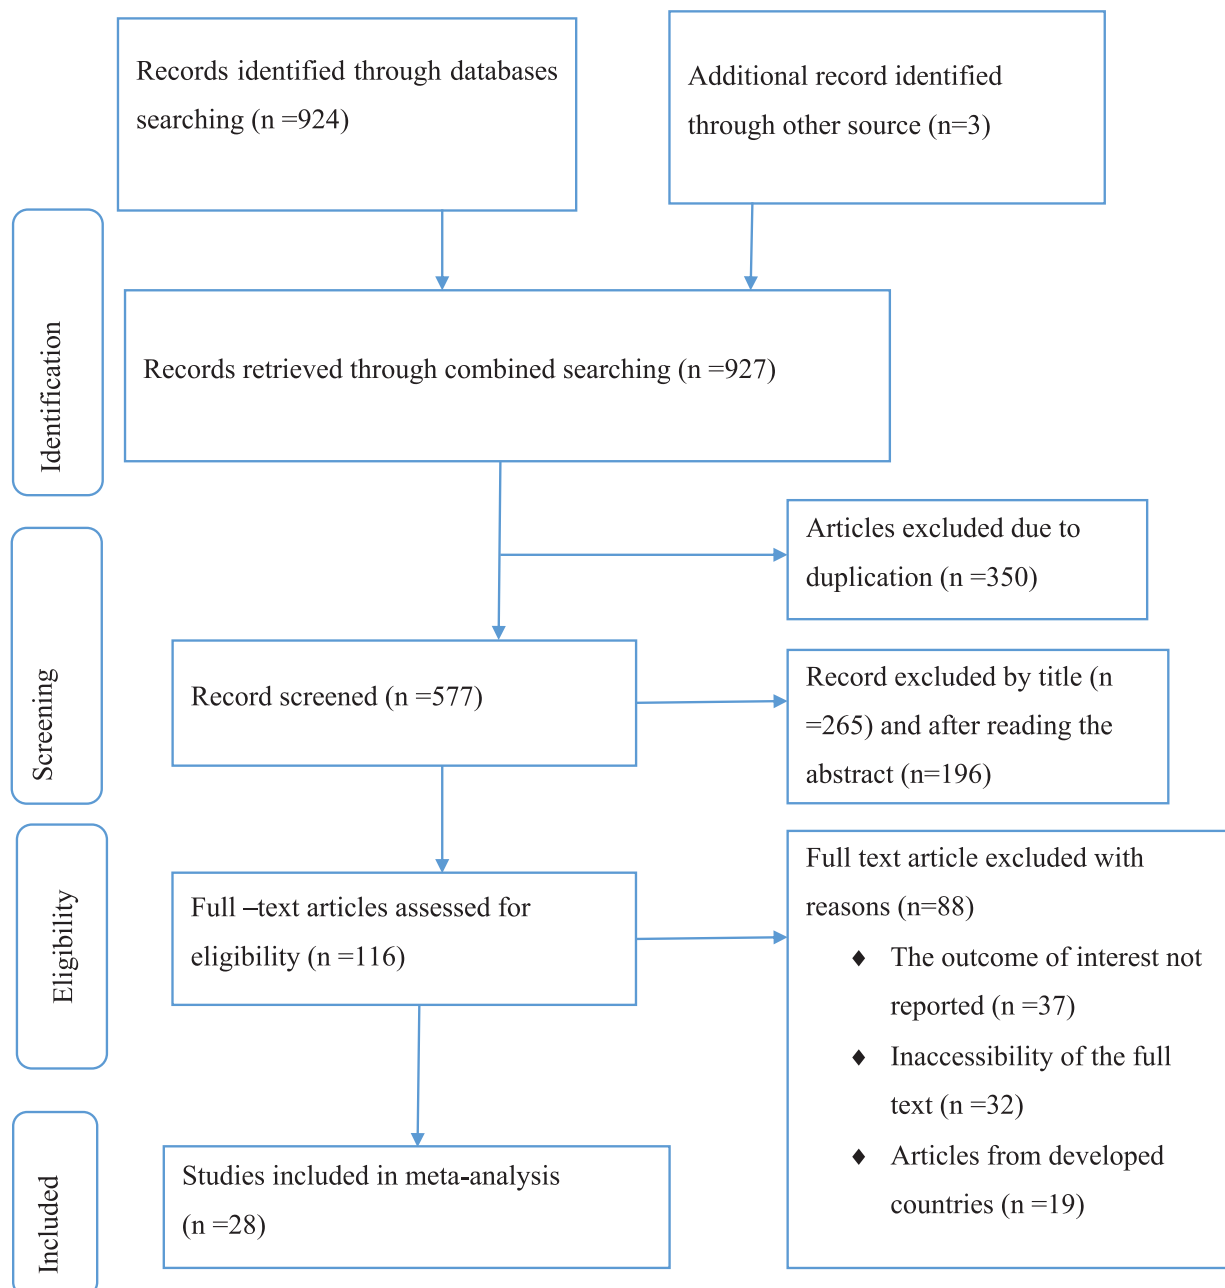 Records identified through databases
searching (n =924)
Additional record identified
through other source (n=3)
Identification
Records retrieved through combined searching (n =927)
Articles excluded due to
duplication (n =350)
Screening
Record screened (n =577)
Record excluded by title (n
=265) and after reading the
abstract (n=196)
Eligibility
Full –text articles assessed for
eligibility (n =116)
Full text article excluded with
reasons (n=88)
♦ The outcome of interest not
reported (n =37)
♦ Inaccessibility of the full
text (n =32)
♦ Articles from developed
countries (n =19)
Included
Studies included in meta-analysis
(n =28)